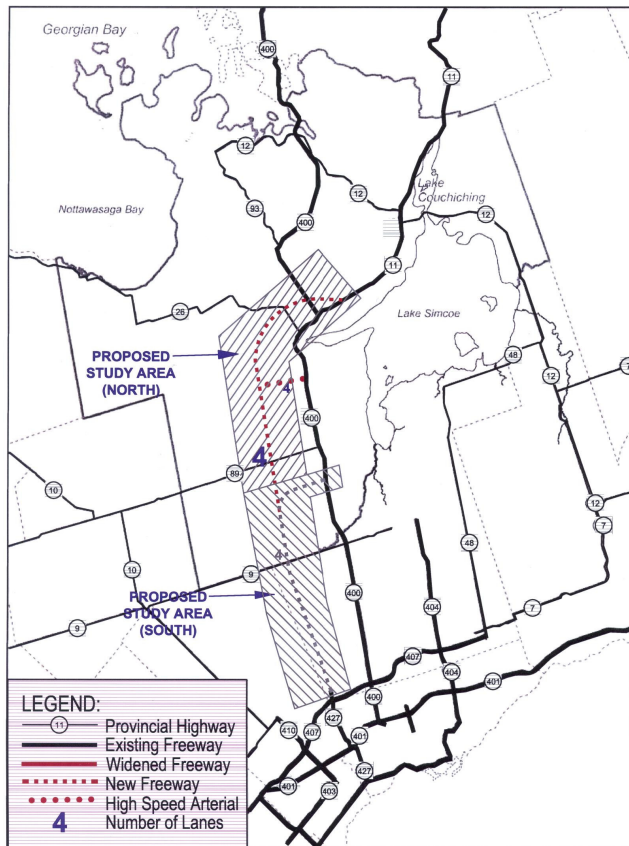 Georgian Bay
400
11
12
Lake
Couchiching
93
12
Nottawasaga Bay
400
12
11
26
Lake Simcoe
PROPOSED
STUDY AREA
(NORTH)
48
12
7
4
400
4
89
10
12
7
48
4
10
9
PROPOSED
STUDY AREA
(SOUTH)
400
404
7
9
407
404
401
400
427
410
407
401
427
401
403
LEGEND:
11 Provincial Highway
Existing Freeway
Widened Freeway
New Freeway
High Speed Arterial
4 Number of Lanes